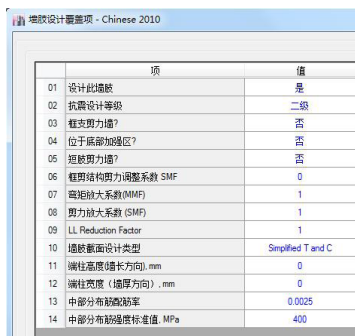 墙肢设计覆盖项 - Chinese 2010
项 值
01 设计此墙肢 是
02 抗震设计等级 二级
03 框支剪力墙? 否
04 位于底部加强区? 否
05 短肢剪力墙? 否
06 框剪结构剪力调整系数 SMF 0
07 弯矩放大系数(MMF) 1
08 剪力放大系数 (SMF) 1
09 LL Reduction Factor 1
10 墙肢截面设计类型 Simplified T and C
11 端柱高度(墙长方向), mm 0
12 端柱宽度（墙厚方向）, mm 0
13 中部分布筋配筋率 0.0025
14 中部分布筋强度标准值, MPa 400